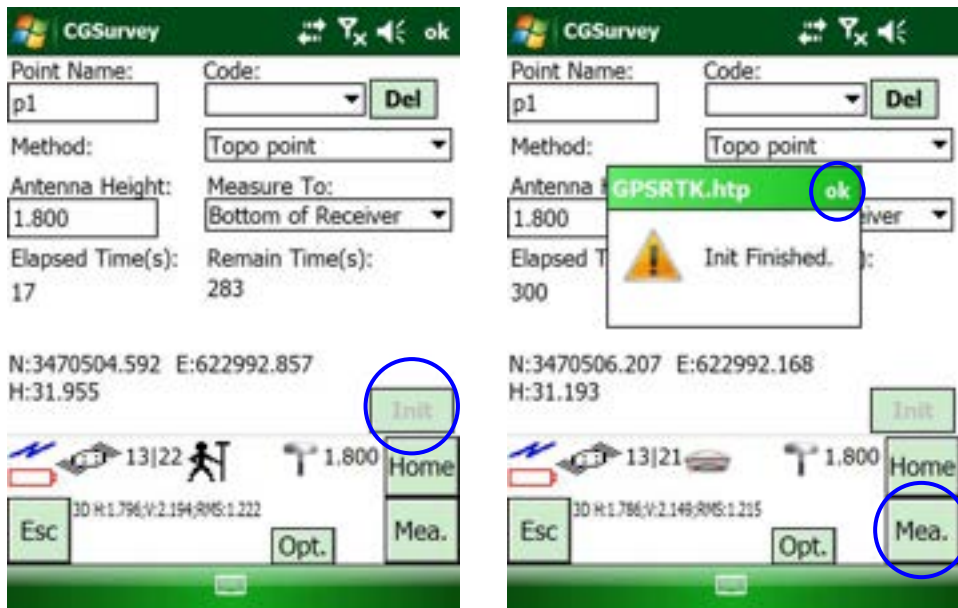 CGSurvey ok
Point Name: Code:
p1 Del
Method: Topo point
Antenna Height: Measure To:
1.800 Bottom of Receiver
Elapsed Time(s): Remain Time(s):
17 283
N:3470504.592 E:622992.857
H:31.955
Init
13|22 1.800 Home
3D H:1.796;V:2.194;RMS:1.222
Esc Opt. Mea.
CGSurvey
Point Name: Code:
p1 Del
Method: Topo point
Antenna
GPSRTK.htp ok
1.800 eiver
Elapsed T Init Finished. ):
300
N:3470506.207 E:622992.168
H:31.193
Init
13|21 1.800 Home
3D H:1.786;V:2.149;RMS:1.215
Esc Opt. Mea.